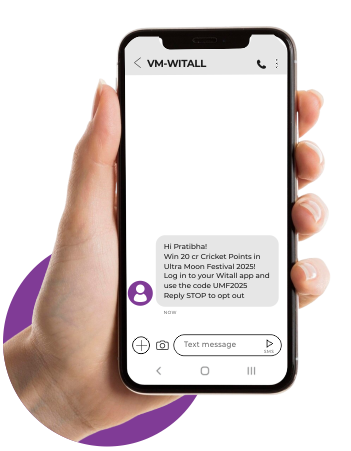 VM-WITALL
Hi Pratibha!
Win 20 cr Cricket Points in
Ultra Moon Festival 2025!
Log in to your Witall app and
use the code UMF2025
Reply STOP to opt out
NOW
Text message
SMS